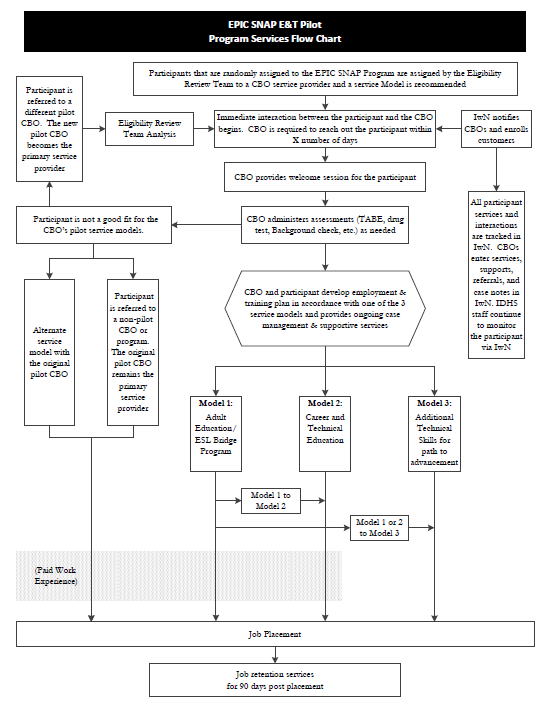 EPIC SNAP E&T Pilot
Program Services Flow Chart
Participants that are randomly assigned to the EPIC SNAP Program are assigned by the Eligibility
Review Team to a CBO service provider and a service Model is recommended
Participant is
referred to a
different pilot
CBO. The new
pilot CBO
becomes the
primary service
provider
Eligibility Review
Team Analysis
Immediate interaction between the participant and the CBO
begins. CBO is required to reach out the participant within
X number of days
IwN notifies
CBOs and enrolls
customers
CBO provides welcome session for the participant
All participant
services and
interactions
are tracked in
IwN. CBOs
enter services,
supports,
referrals, and
case notes in
IwN. IDHS
staff continue
to monitor
the participant
via IwN
Participant is not a good fit for the
CBO's pilot service models.
CBO administers assessments (TABE, drug
test, Background check, etc.) as needed
CBO and participant develop employment &
training plan in accordance with one of the 3
service models and provides ongoing case
management & supportive services
Alternate
service
model with
the original
pilot CBO
Participant
is referred to
a non-pilot
CBO or
program.
The original
pilot CBO
remains the
primary
service
provider
Model 1:
Adult
Education/
ESL Bridge
Program
Model 2:
Career and
Technical
Education
Model 3:
Additional
Technical
Skills for
path to
advancement
Model 1 to
Model 2
Model 1 or 2
to Model 3
(Paid Work
Experience)
Job Placement
Job retention services
for 90 days post placement